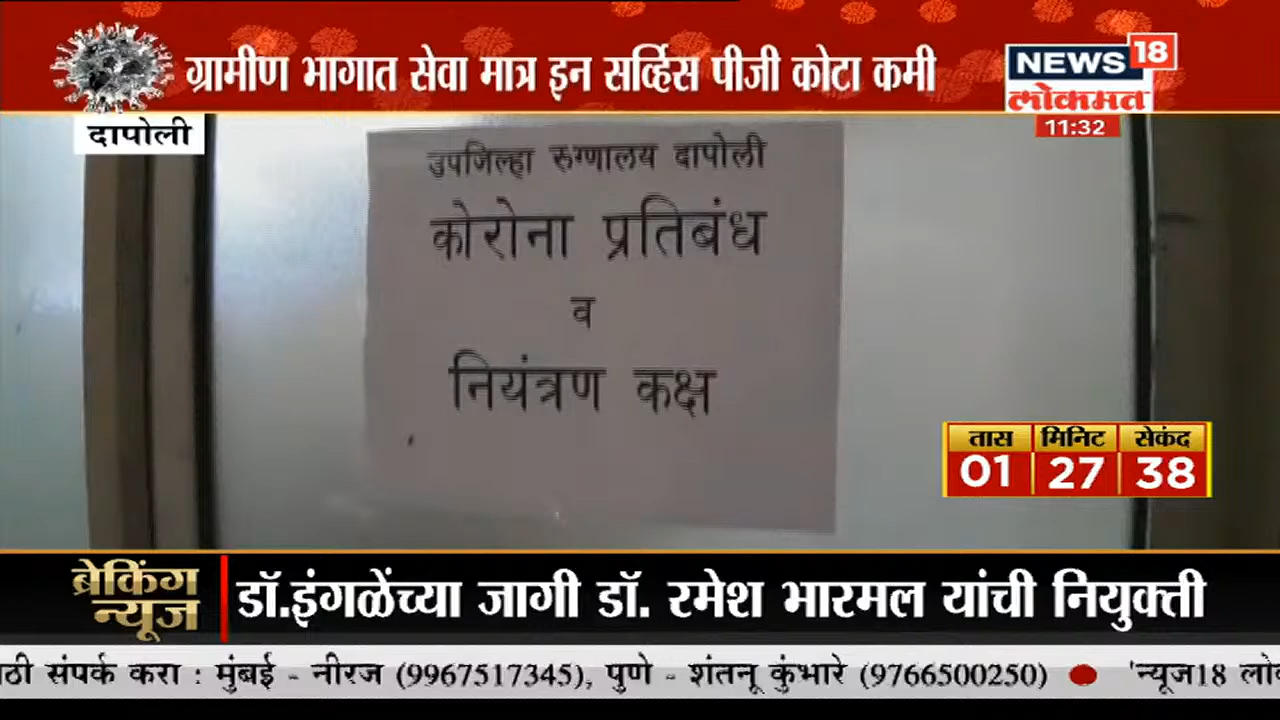 ग्रामीण भागात सेवा मात्र इन सर्व्हिस पीजी कोटा कमी
NEWS 18
लोकमत
11:32
दापोली
उपजिल्हा रुग्णालय दापोली
कोरोना प्रतिबंध
व
नियंत्रण कक्ष
तास मिनिट सेकंद
01 27 38
ब्रेकिंग
न्यूज
डॉ.इंगळेंच्या जागी डॉ. रमेश भारमल यांची नियुक्ती
संपर्क करा : मुंबई - नीरज (9967517345), पुणे - शंतनू कुंभारे (9766500250) ● 'न्यूज18